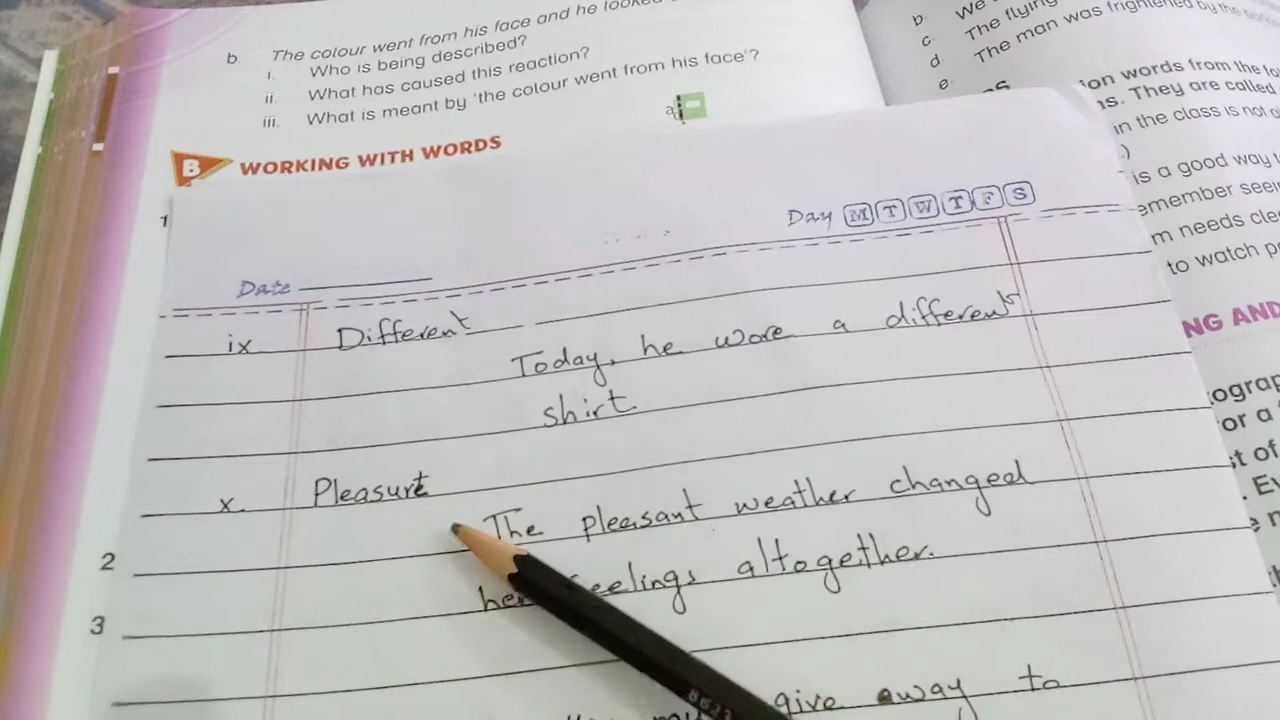 b. The colour went from his face and he looked
i. Who is being described?
ii. What has caused this reaction?
iii. What is meant by 'the colour went from his face'?
B WORKING WITH WORDS
1
Day M T W T F S
Date
ix Different
Today, he wore a different
shirt
x. Pleasure
The pleasant weather changed
2
her feelings altogether.
3
give away to
8623
b. We
c. The flying
d. The man was frightened by the
e.
ion words from the
They are called
in the class is not
is a good way
emember
m needs
to watch
NG AND
or a
t of